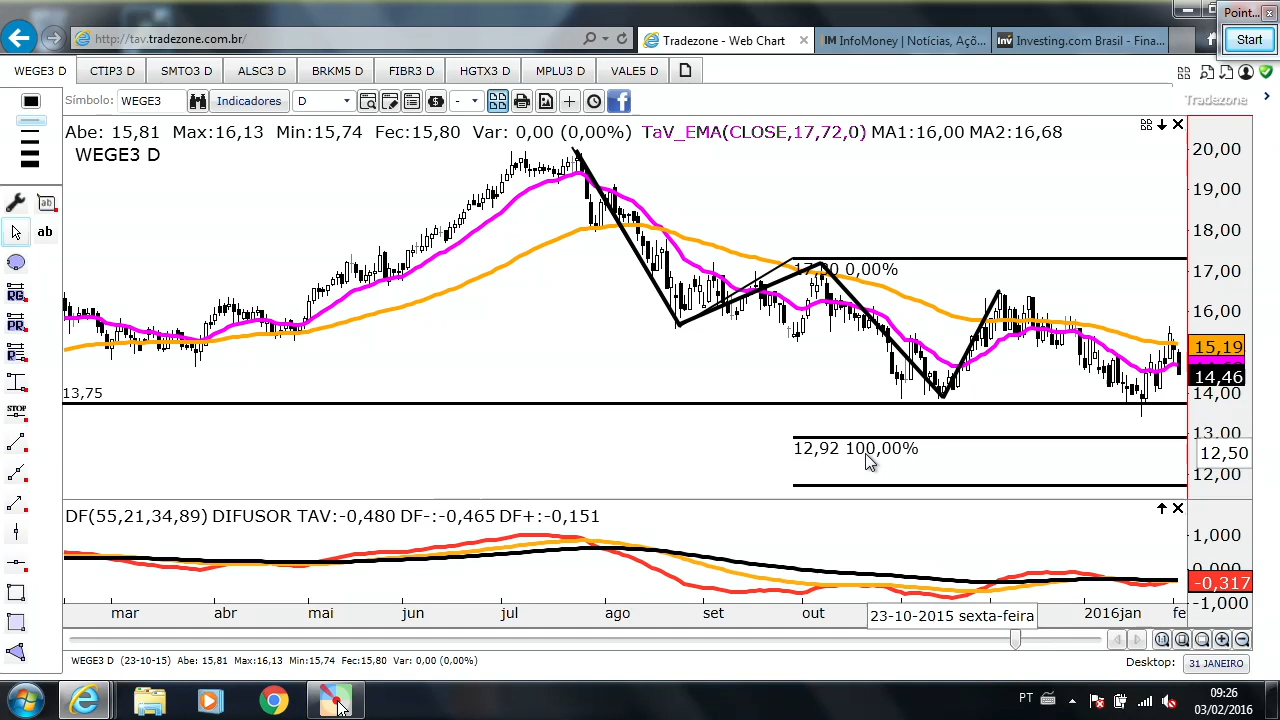 Point...
Start
http://tav.tradezone.com.br/
Tradezone - Web Chart
InfoMoney | Notícias, Açõ...
Investing.com Brasil - Fina...
WEGE3 D CTIP3 D SMTO3 D ALSC3 D BRKM5 D FIBR3 D HGTX3 D MPLU3 D VALE5 D
Símbolo: WEGE3 Indicadores D -
Tradezone
Abe: 15,81 Max:16,13 Min:15,74 Fec:15,80 Var: 0,00 (0,00%) TaV_EMA(CLOSE,17,72,0) MA1:16,00 MA2:16,68
WEGE3 D
20,00
19,00
18,00
17,00
0,00%
16,00
15,19
14,46
14,00
13,75
13,00
12,92 100,00%
12,50
12,00
ab
ab
RG
PR
STOP
DF(55,21,34,89) DIFUSOR TAV:-0,480 DF-:-0,465 DF+:-0,151
1,000
0,000
-0,317
-1,000
mar abr mai jun jul ago set out 23-10-2015 sexta-feira 2016jan fe
WEGE3 D (23-10-15) Abe: 15,81 Max:16,13 Min:15,74 Fec:15,80 Var: 0,00 (0,00%)
Desktop: 31 JANEIRO
PT
09:26
03/02/2016